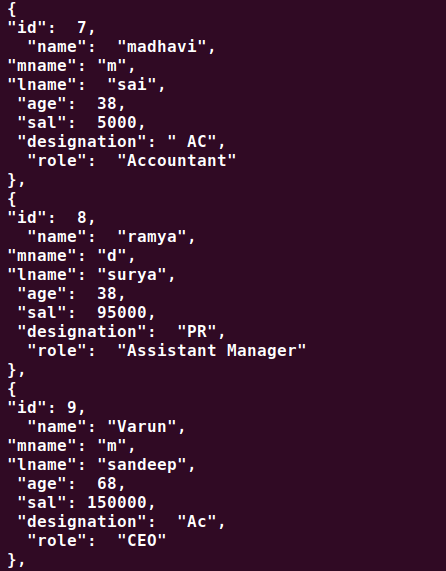 {
"id":  7,
  "name":  "madhavi",
"mname": "m",
"lname":  "sai",
 "age":  38,
 "sal":  5000,
 "designation": " AC",
  "role":  "Accountant"
},
{
"id":  8,
  "name":  "ramya",
"mname": "d",
"lname": "surya",
 "age":  38,
 "sal":  95000,
 "designation":  "PR",
  "role":  "Assistant Manager"
},
{
"id": 9,
  "name": "Varun",
"mname": "m",
"lname": "sandeep",
 "age":  68,
 "sal": 150000,
 "designation":  "Ac",
  "role":  "CEO"
},